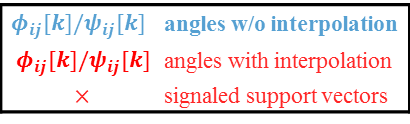 ϕij[k]/ψij[k] angles w/o interpolation
ϕij[k]/ψij[k] angles with interpolation
× signaled support vectors